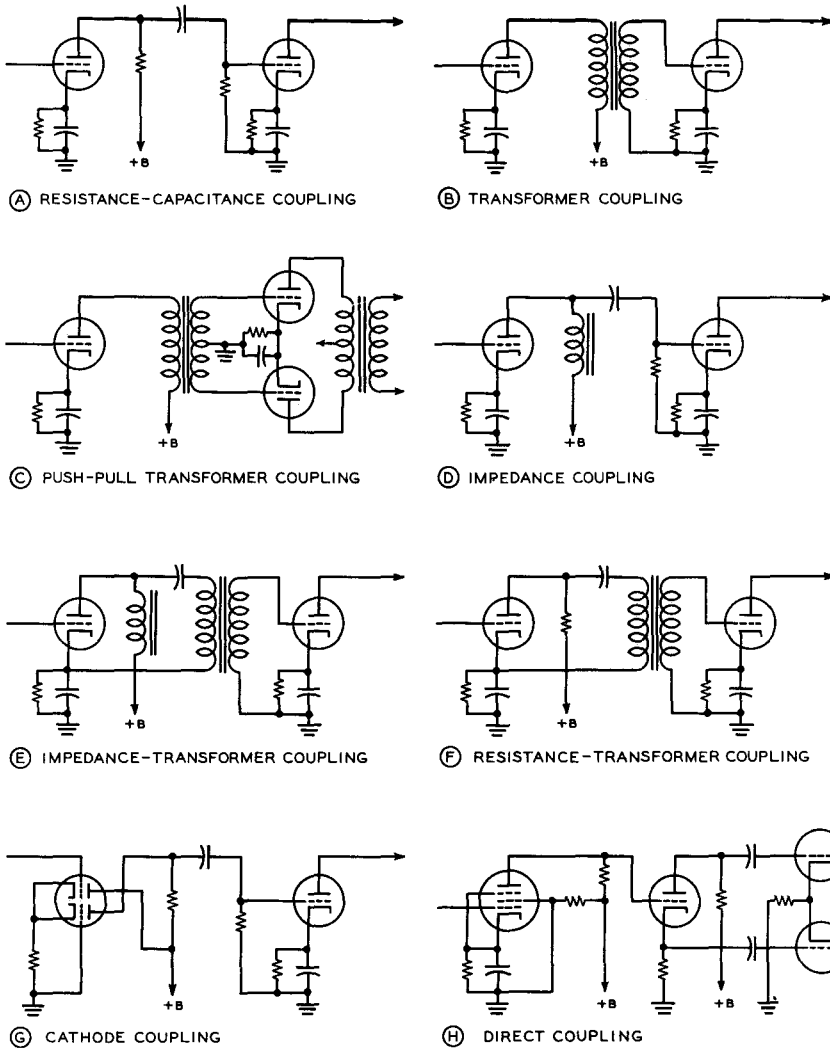 +B
Ⓐ RESISTANCE-CAPACITANCE COUPLING
+B
Ⓑ TRANSFORMER COUPLING
+B
Ⓒ PUSH-PULL TRANSFORMER COUPLING
+B
Ⓓ IMPEDANCE COUPLING
+B
Ⓔ IMPEDANCE-TRANSFORMER COUPLING
+B
Ⓕ RESISTANCE-TRANSFORMER COUPLING
+B
Ⓖ CATHODE COUPLING
+B +B
Ⓗ DIRECT COUPLING